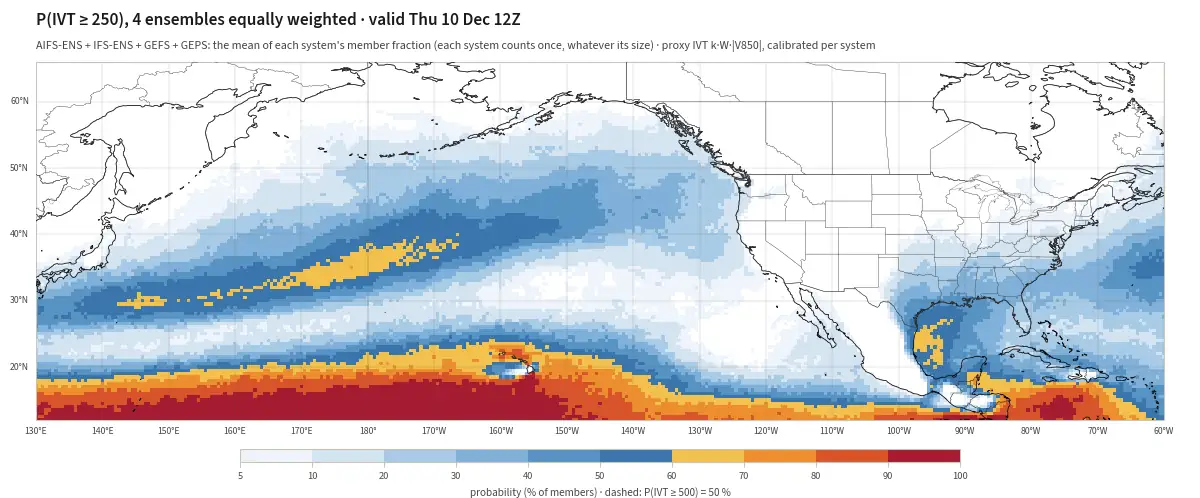 P(IVT ≥ 250), 4 ensembles equally weighted · valid Thu 10 Dec 12Z
AIFS-ENS + IFS-ENS + GEFS + GEPS: the mean of each system's member fraction (each system counts once, whatever its size) · proxy IVT k·W·|V850|, calibrated per system
60°N
50°N
40°N
30°N
20°N
130°E 140°E 150°E 160°E 170°E 180° 170°W 160°W 150°W 140°W 130°W 120°W 110°W 100°W 90°W 80°W 70°W 60°W
5 10 20 30 40 50 60 70 80 90 100
probability (% of members) · dashed: P(IVT ≥ 500) = 50 %